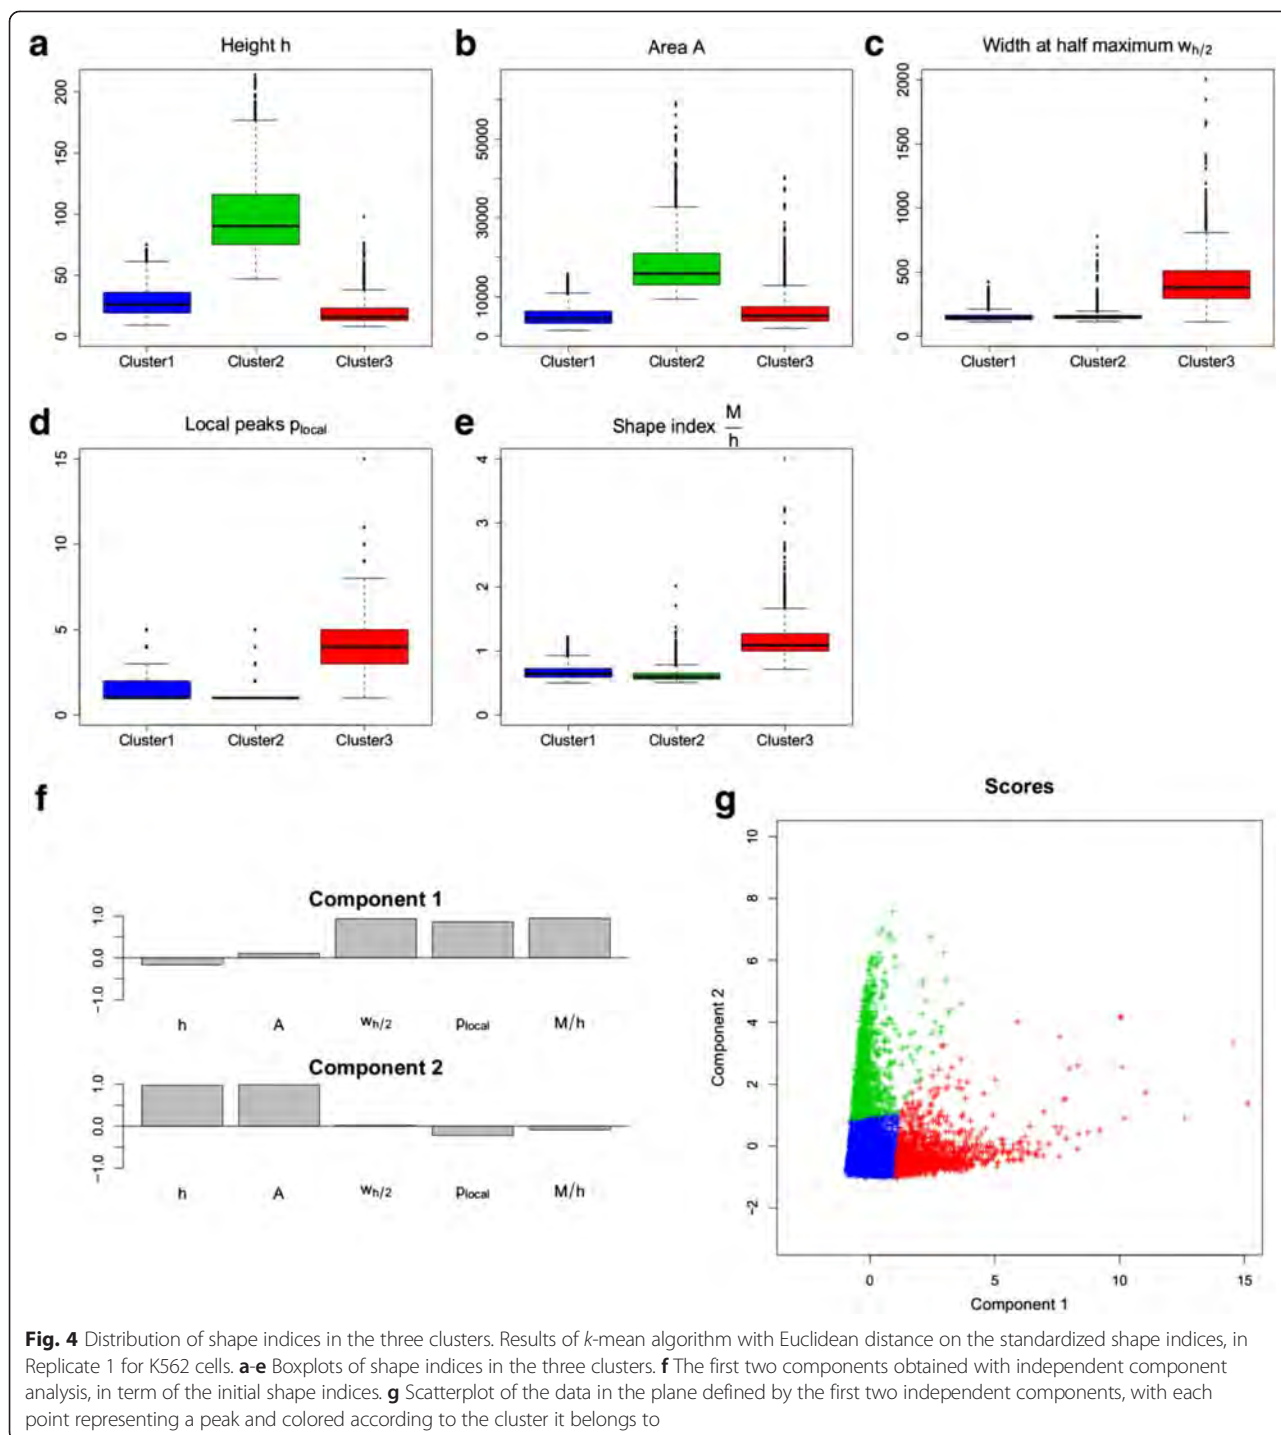 a
Height h
200
150
100
50
0
Cluster1 Cluster2 Cluster3
b
Area A
50000
30000
10000
0
Cluster1 Cluster2 Cluster3
c
Width at half maximum wh/2
2000
1500
1000
500
0
Cluster1 Cluster2 Cluster3
d
Local peaks plocal
15
10
5
0
Cluster1 Cluster2 Cluster3
e
Shape index M/h
4
3
2
1
0
Cluster1 Cluster2 Cluster3
f
Component 1
1.0
0.0
−1.0
h A wh/2 plocal M/h
Component 2
1.0
0.0
−1.0
h A wh/2 plocal M/h
g
Scores
Component 2
10
8
6
4
2
0
−2
0 5 10 15
Component 1
Fig. 4 Distribution of shape indices in the three clusters. Results of k-mean algorithm with Euclidean distance on the standardized shape indices, in
Replicate 1 for K562 cells. a-e Boxplots of shape indices in the three clusters. f The first two components obtained with independent component
analysis, in term of the initial shape indices. g Scatterplot of the data in the plane defined by the first two independent components, with each
point representing a peak and colored according to the cluster it belongs to